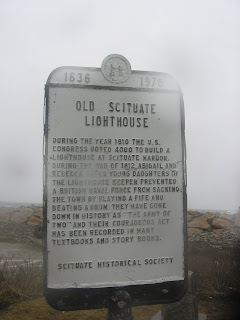 1636 1976
OLD SCITUATE
LIGHTHOUSE
DURING THE YEAR 1810 THE U.S.
CONGRESS VOTED 4000 TO BUILD A
LIGHTHOUSE AT SCITUATE HARBOR.
DURING THE WAR OF 1812 ABIGAIL AND
REBECCA YOUNG DAUGHTERS OF
THE LIGHTHOUSE KEEPER PREVENTED
A BRITISH NAVAL FORCE FROM SACKING
THE TOWN BY PLAYING A FIFE AND
BEATING A DRUM. THEY HAVE GONE
DOWN IN HISTORY AS "THE ARMY OF
TWO" AND THEIR COURAGEOUS ACT
HAS BEEN RECORDED IN MANY
TEXTBOOKS AND STORY BOOKS.
SCITUATE HISTORICAL SOCIETY